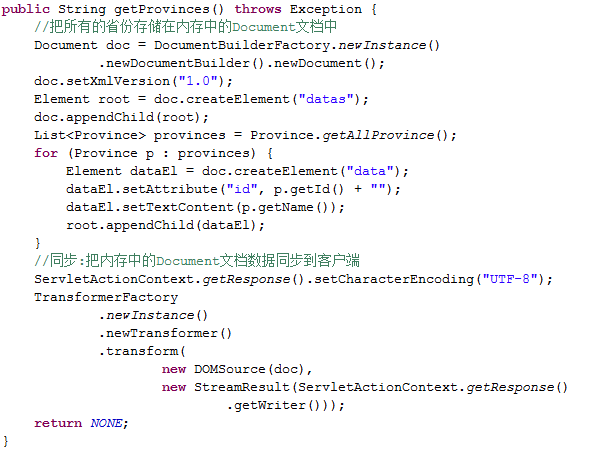 public String getProvinces() throws Exception {
    //把所有的省份存储在内存中的Document文档中
    Document doc = DocumentBuilderFactory.newInstance()
            .newDocumentBuilder().newDocument();
    doc.setXmlVersion("1.0");
    Element root = doc.createElement("datas");
    doc.appendChild(root);
    List<Province> provinces = Province.getAllProvince();
    for (Province p : provinces) {
        Element dataEl = doc.createElement("data");
        dataEl.setAttribute("id", p.getId() + "");
        dataEl.setTextContent(p.getName());
        root.appendChild(dataEl);
    }
    //同步:把内存中的Document文档数据同步到客户端
    ServletActionContext.getResponse().setCharacterEncoding("UTF-8");
    TransformerFactory
            .newInstance()
            .newTransformer()
            .transform(
                    new DOMSource(doc),
                    new StreamResult(ServletActionContext.getResponse()
                            .getWriter()));
    return NONE;
}